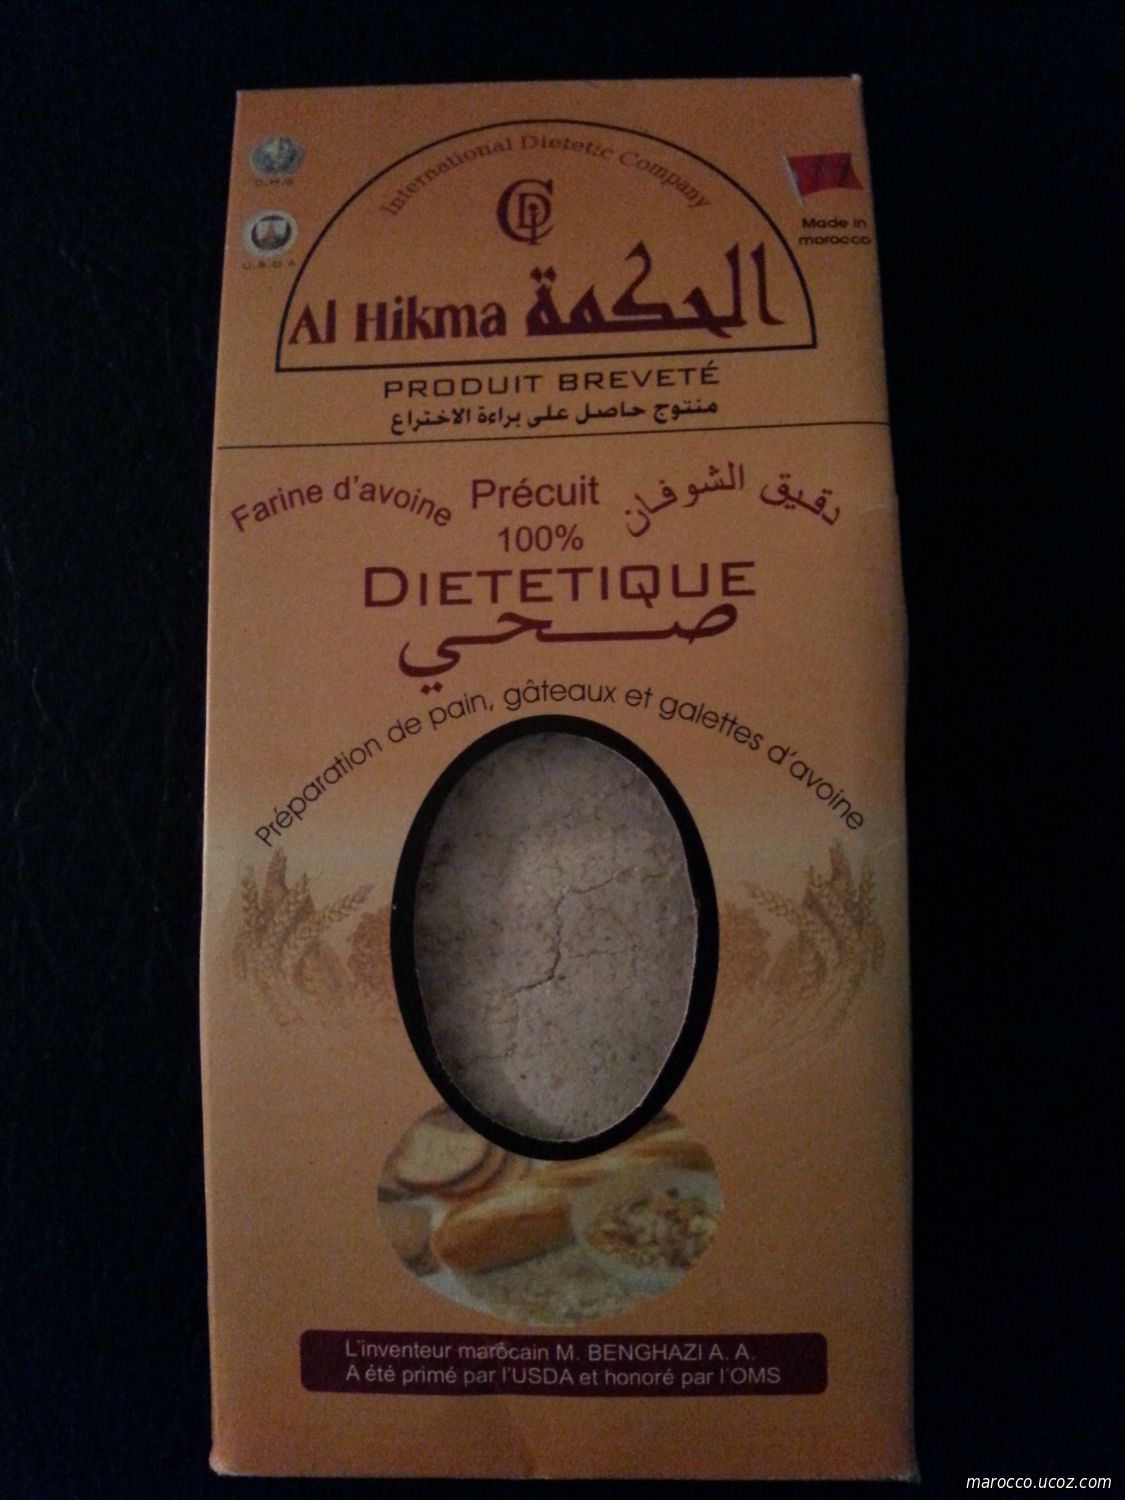 International Dietetic Company
CDI
O.M.S
U.S.D.A
Made in
morocco
Al Hikma الحكمة
PRODUIT BREVETÉ
منتوج حاصل على براءة الاختراع
Farine d'avoine Précuit دقيق الشوفان
100%
DIETETIQUE
صحي
Préparation de pain, gâteaux et galettes d'avoine
L'inventeur marocain M. BENGHAZI A. A.
A été primé par l'USDA et honoré par l'OMS
marocco.ucoz.com